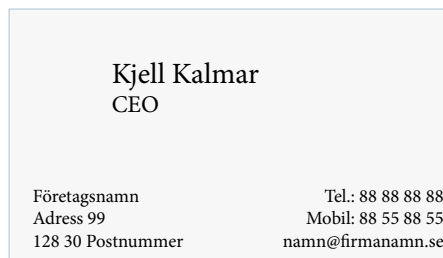 Kjell Kalmar
CEO
Företagsnamn
Adress 99
128 30 Postnummer
Tel.: 88 88 88 88
Mobil: 88 55 88 55
namn@firmanamn.se